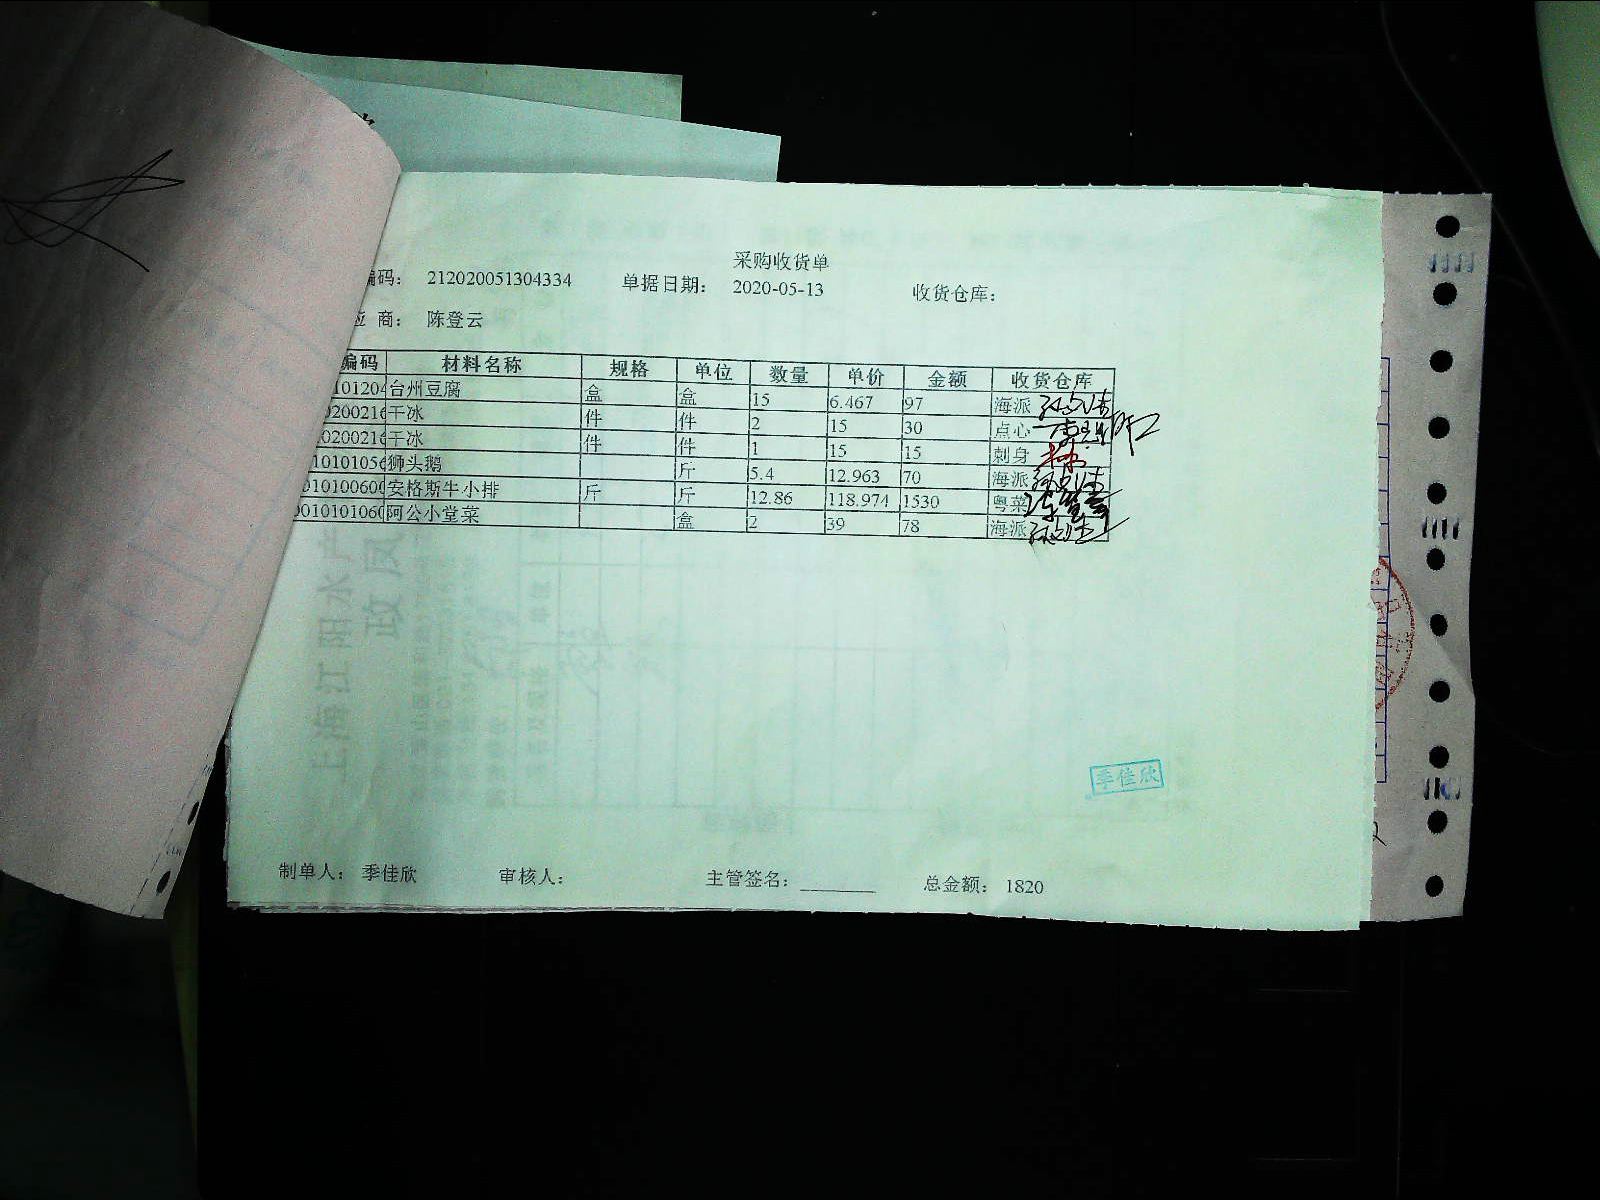 采购收货单
编码： 212020051304334 单据日期： 2020-05-13 收货仓库：
应 商： 陈登云
编码 材料名称 规格 单位 数量 单价 金额 收货仓库
101204 台州豆腐 盒 盒 15 6.467 97 海派
0200216 干冰 件 件 2 15 30 点心
0200216 干冰 件 件 1 15 15 刺身
10101056 狮头鹅 斤 5.4 12.963 70 海派
010100600 安格斯牛小排 斤 斤 12.86 118.974 1530 粤菜
0010101060 阿公小堂菜 盒 2 39 78 海派
季佳欣
制单人： 季佳欣 审核人： 主管签名： 总金额： 1820